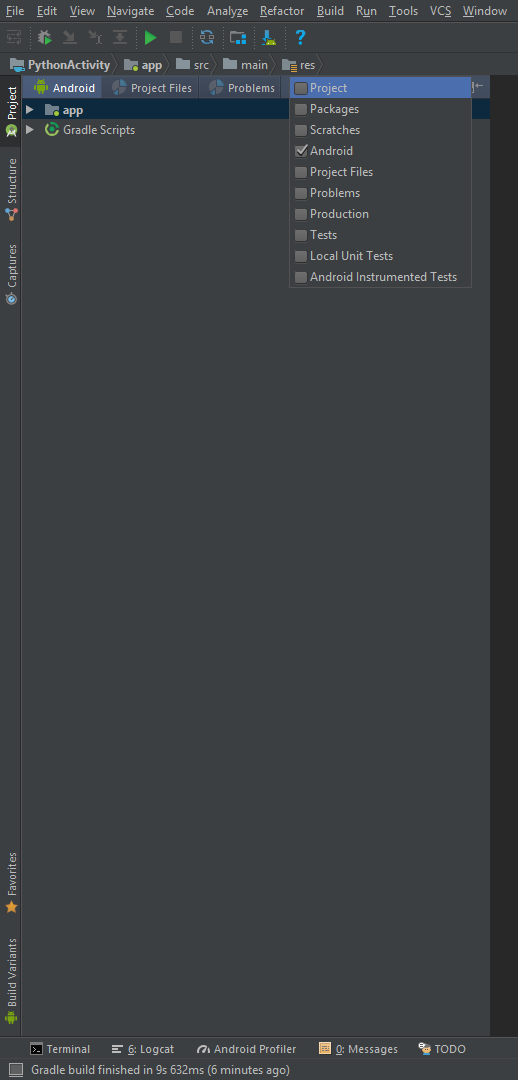 File Edit View Navigate Code Analyze Refactor Build Run Tools VCS Window
PythonActivity app src main res
Android Project Files Problems
Project
Packages
Scratches
Android
Project Files
Problems
Production
Tests
Local Unit Tests
Android Instrumented Tests
app
Gradle Scripts
Project
Structure
Captures
Favorites
Build Variants
Terminal 6: Logcat Android Profiler 0: Messages TODO
Gradle build finished in 9s 632ms (6 minutes ago)